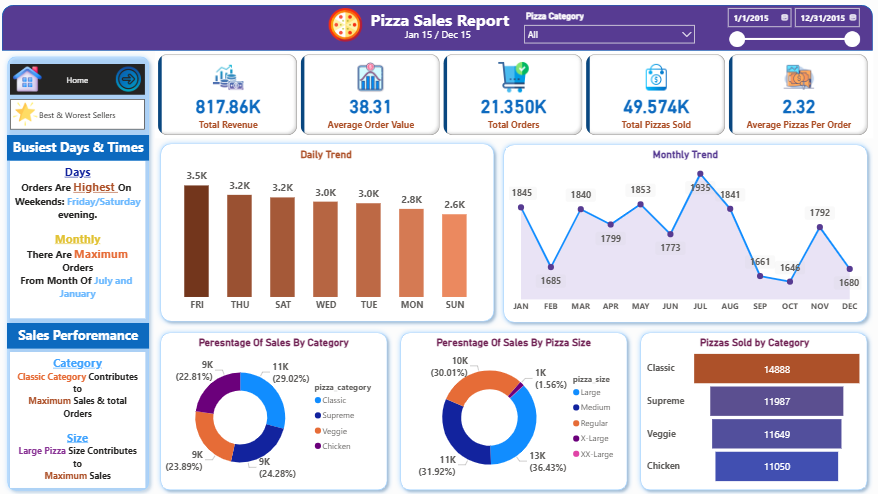 Pizza Sales Report
Jan 15 / Dec 15
Pizza Category
All
1/1/2015
12/31/2015
Home
Best & Worest Sellers
817.86K
Total Revenue
38.31
Average Order Value
21.350K
Total Orders
49.574K
Total Pizzas Sold
2.32
Average Pizzas Per Order
Busiest Days & Times
Days
Orders Are Highest On
Weekends: Friday/Saturday
evening.
Monthly
There Are Maximum
Orders
From Month Of July and
January
Sales Perforemance
Category
Classic Category Contributes
to
Maximum Sales & total
Orders
Size
Large Pizza Size Contributes
to
Maximum Sales
Daily Trend
3.5K
3.2K
3.2K
3.0K
3.0K
2.8K
2.6K
FRI
THU
SAT
WED
TUE
MON
SUN
Monthly Trend
1845
1685
1840
1799
1853
1773
1935
1841
1661
1646
1792
1680
JAN
FEB
MAR
APR
MAY
JUN
JUL
AUG
SEP
OCT
NOV
DEC
Peresntage Of Sales By Category
9K
(22.81%)
11K
(29.02%)
9K
(23.89%)
9K
(24.28%)
pizza_category
Classic
Supreme
Veggie
Chicken
Peresntage Of Sales By Pizza Size
10K
(30.01%)
1K
(1.56%)
11K
(31.92%)
13K
(36.43%)
pizza_size
Large
Medium
Regular
X-Large
XX-Large
Pizzas Sold by Category
Classic
14888
Supreme
11987
Veggie
11649
Chicken
11050